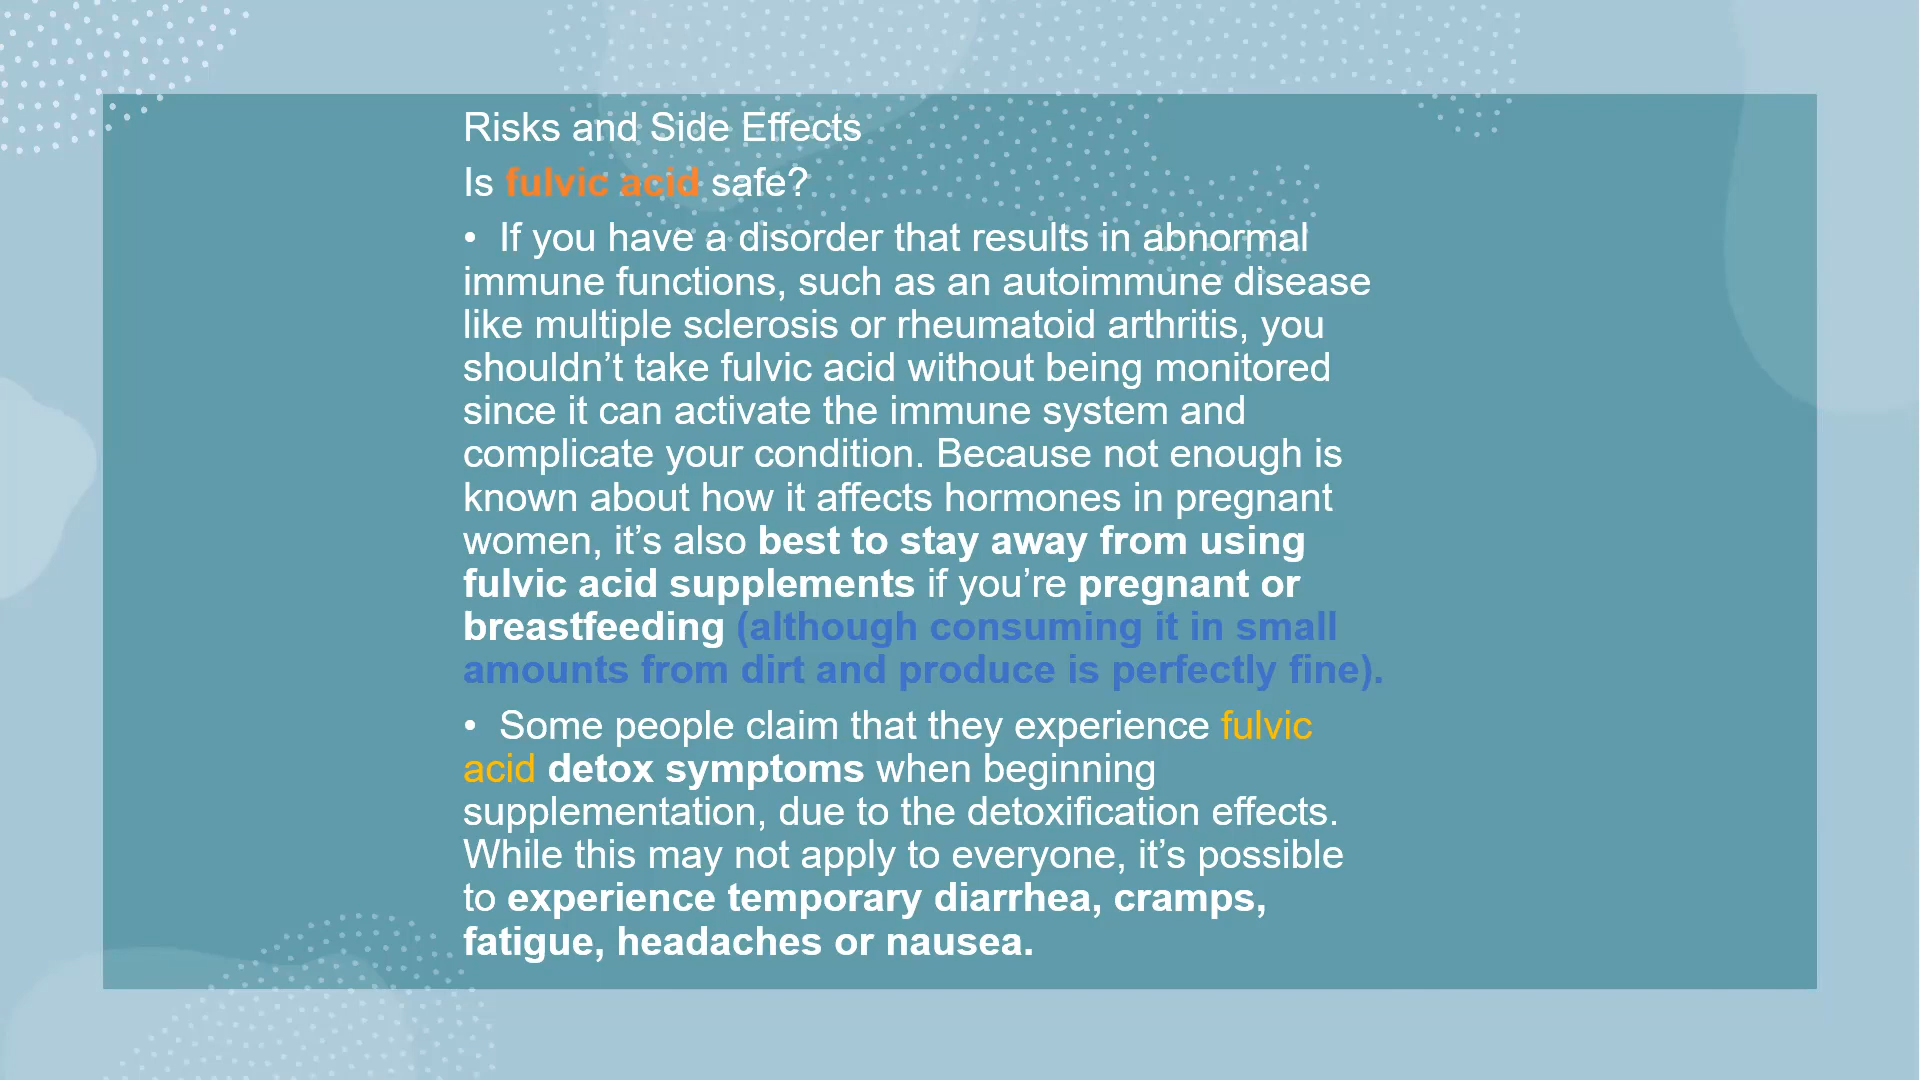 Risks and Side Effects
Is fulvic acid safe?
• If you have a disorder that results in abnormal
immune functions, such as an autoimmune disease
like multiple sclerosis or rheumatoid arthritis, you
shouldn’t take fulvic acid without being monitored
since it can activate the immune system and
complicate your condition. Because not enough is
known about how it affects hormones in pregnant
women, it’s also best to stay away from using
fulvic acid supplements if you’re pregnant or
breastfeeding (although consuming it in small
amounts from dirt and produce is perfectly fine).
• Some people claim that they experience fulvic
acid detox symptoms when beginning
supplementation, due to the detoxification effects.
While this may not apply to everyone, it’s possible
to experience temporary diarrhea, cramps,
fatigue, headaches or nausea.